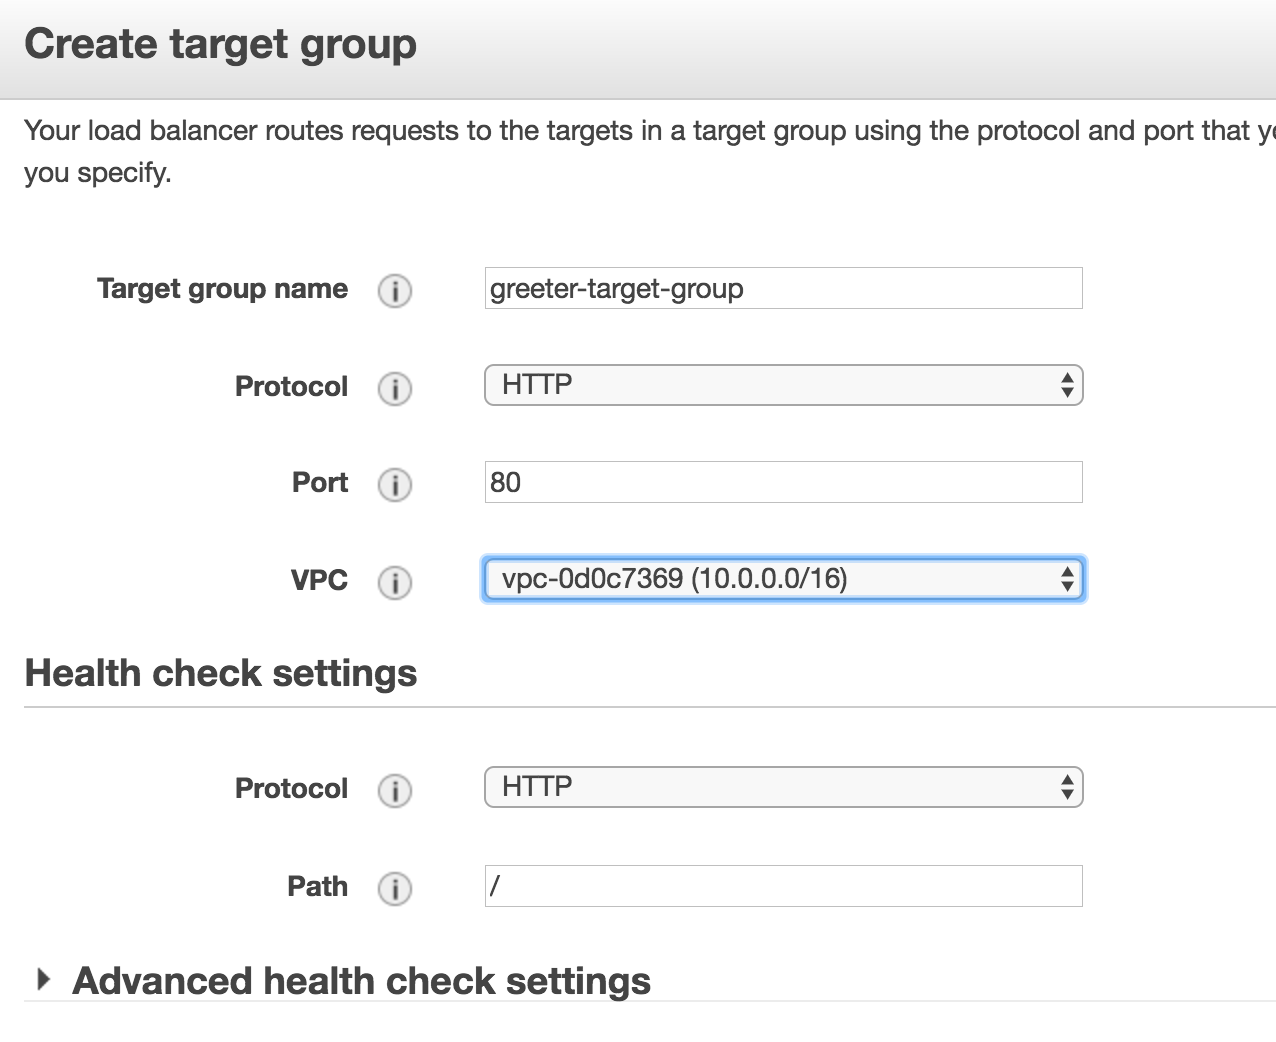 Create target group
Your load balancer routes requests to the targets in a target group using the protocol and port that
you specify.
Target group name i greeter-target-group
Protocol i HTTP
Port i 80
VPC i vpc-0d0c7369 (10.0.0.0/16)
Health check settings
Protocol i HTTP
Path i /
Advanced health check settings